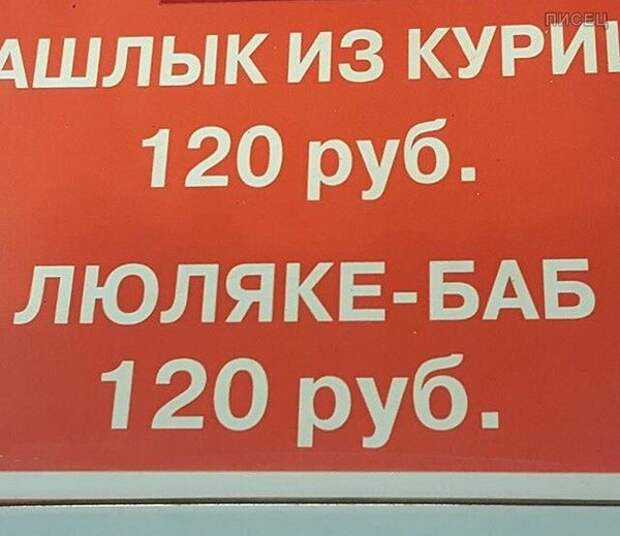 писец
АШЛЫК ИЗ КУРИ
120 руб.
ЛЮЛЯКЕ-БАБ
120 руб.